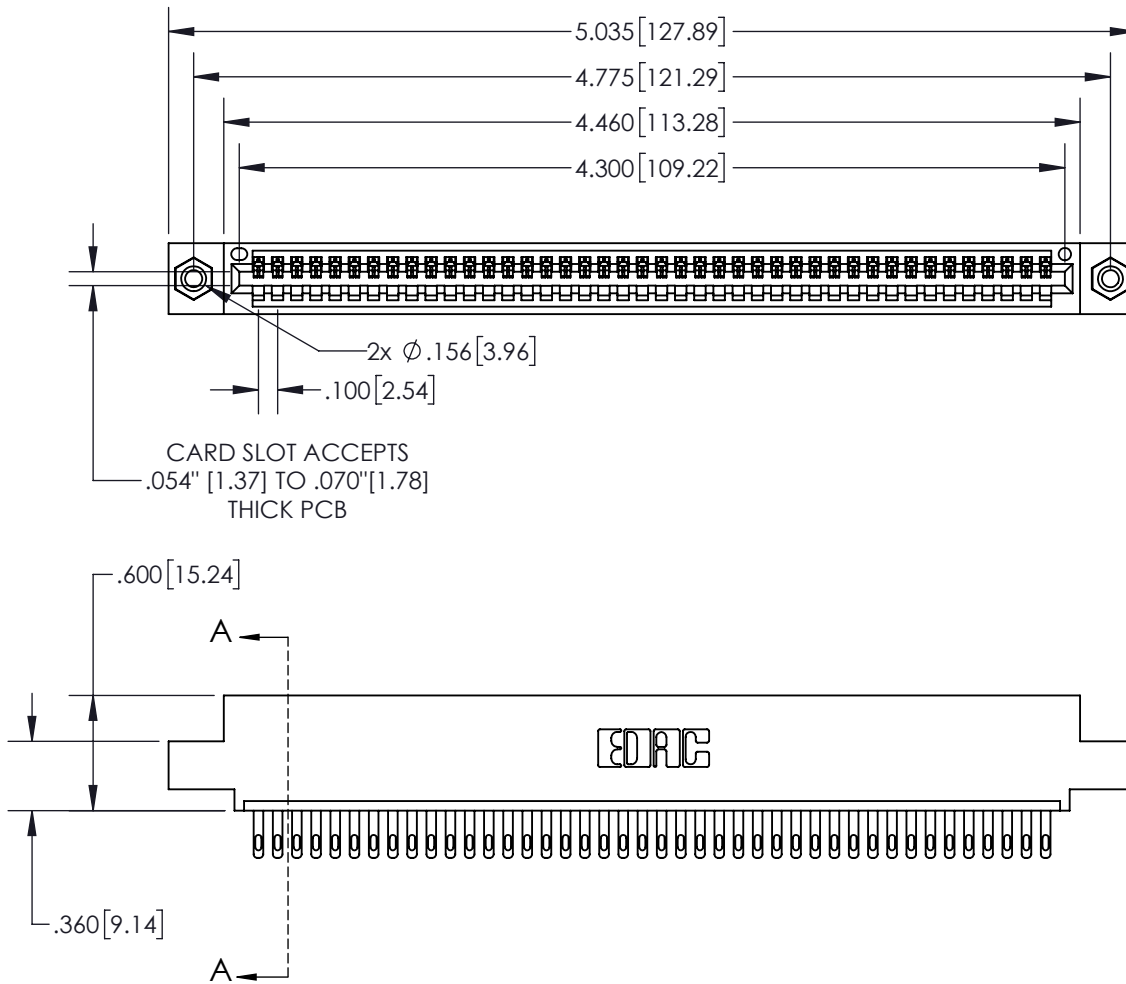 5.035[127.89]
4.775[121.29]
4.460[113.28]
4.300[109.22]
2x Ø.156[3.96]
.100[2.54]
CARD SLOT ACCEPTS
.054" [1.37] TO .070"[1.78]
THICK PCB
.600[15.24]
A
EDAC
.360[9.14]
A